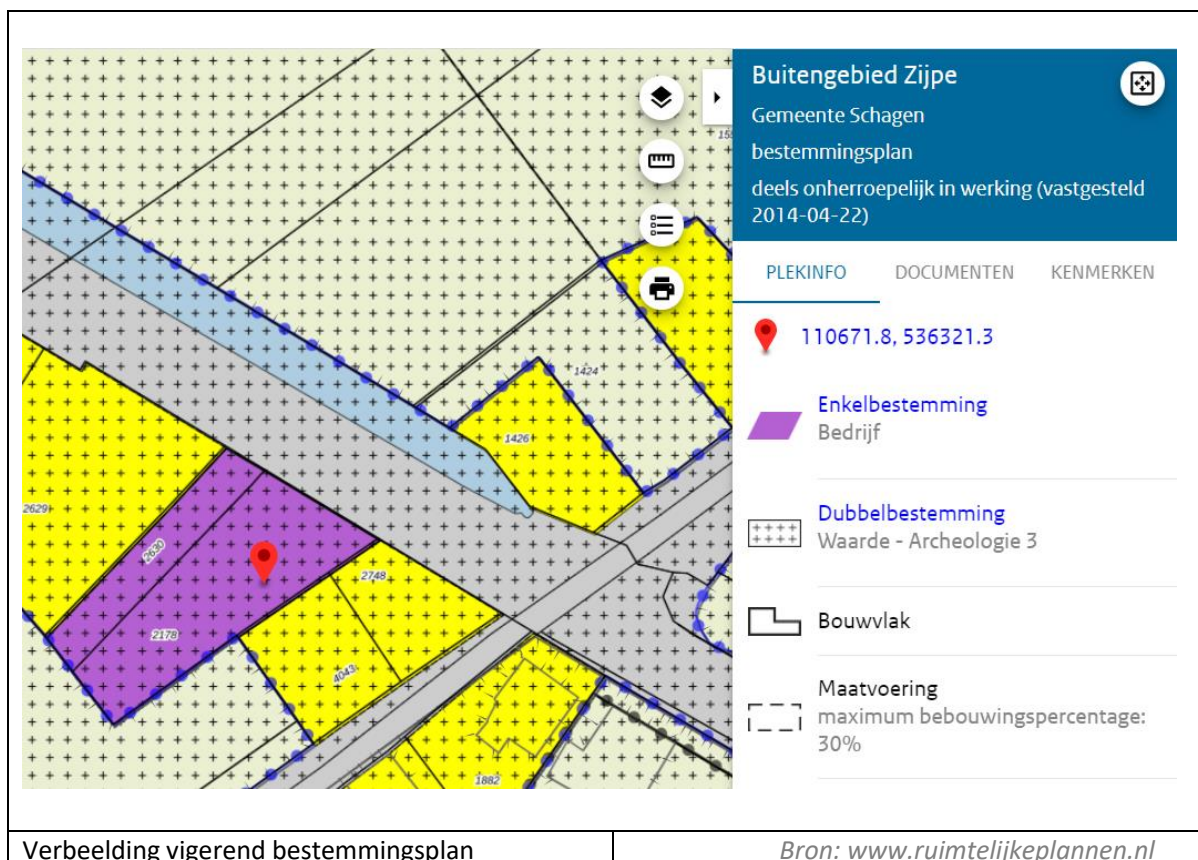 Buitengebied Zijpe
Gemeente Schagen
bestemmingsplan
deels onherroepelijk in werking (vastgesteld
2014-04-22)
PLEKINFO DOCUMENTEN KENMERKEN
110671.8, 536321.3
Enkelbestemming
Bedrijf
Dubbelbestemming
Waarde - Archeologie 3
Bouwvlak
Maatvoering
maximum bebouwingspercentage:
30%
1424
1426
2629
2630
2748
2178
4043
1882
Verbeelding vigerend bestemmingsplan
Bron: www.ruimtelijkeplannen.nl